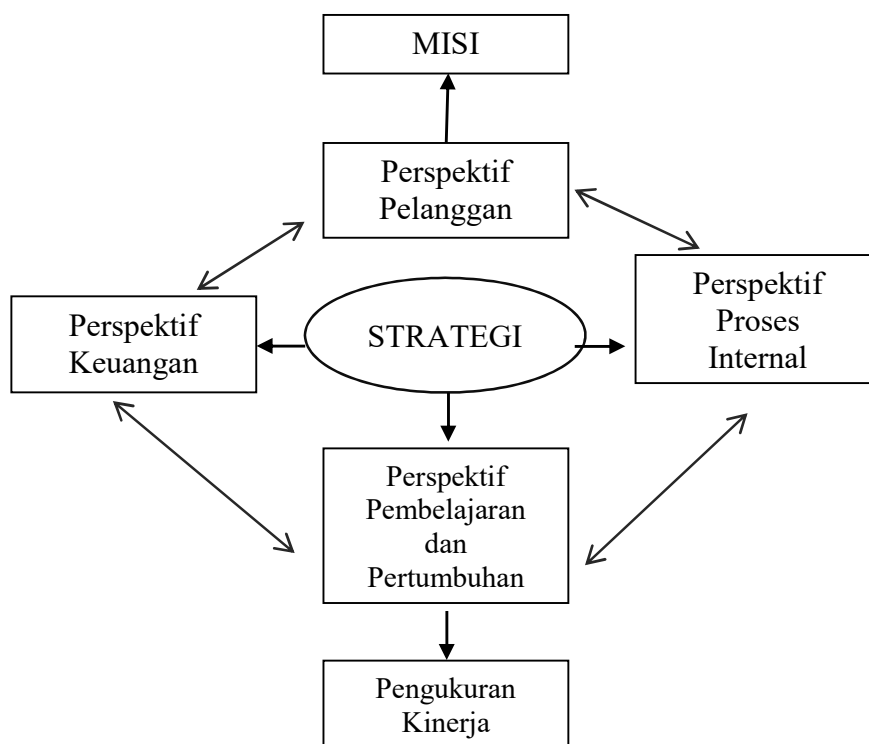 MISI
Perspektif
Pelanggan
Perspektif
Keuangan
STRATEGI
Perspektif
Proses
Internal
Perspektif
Pembelajaran
dan
Pertumbuhan
Pengukuran
Kinerja